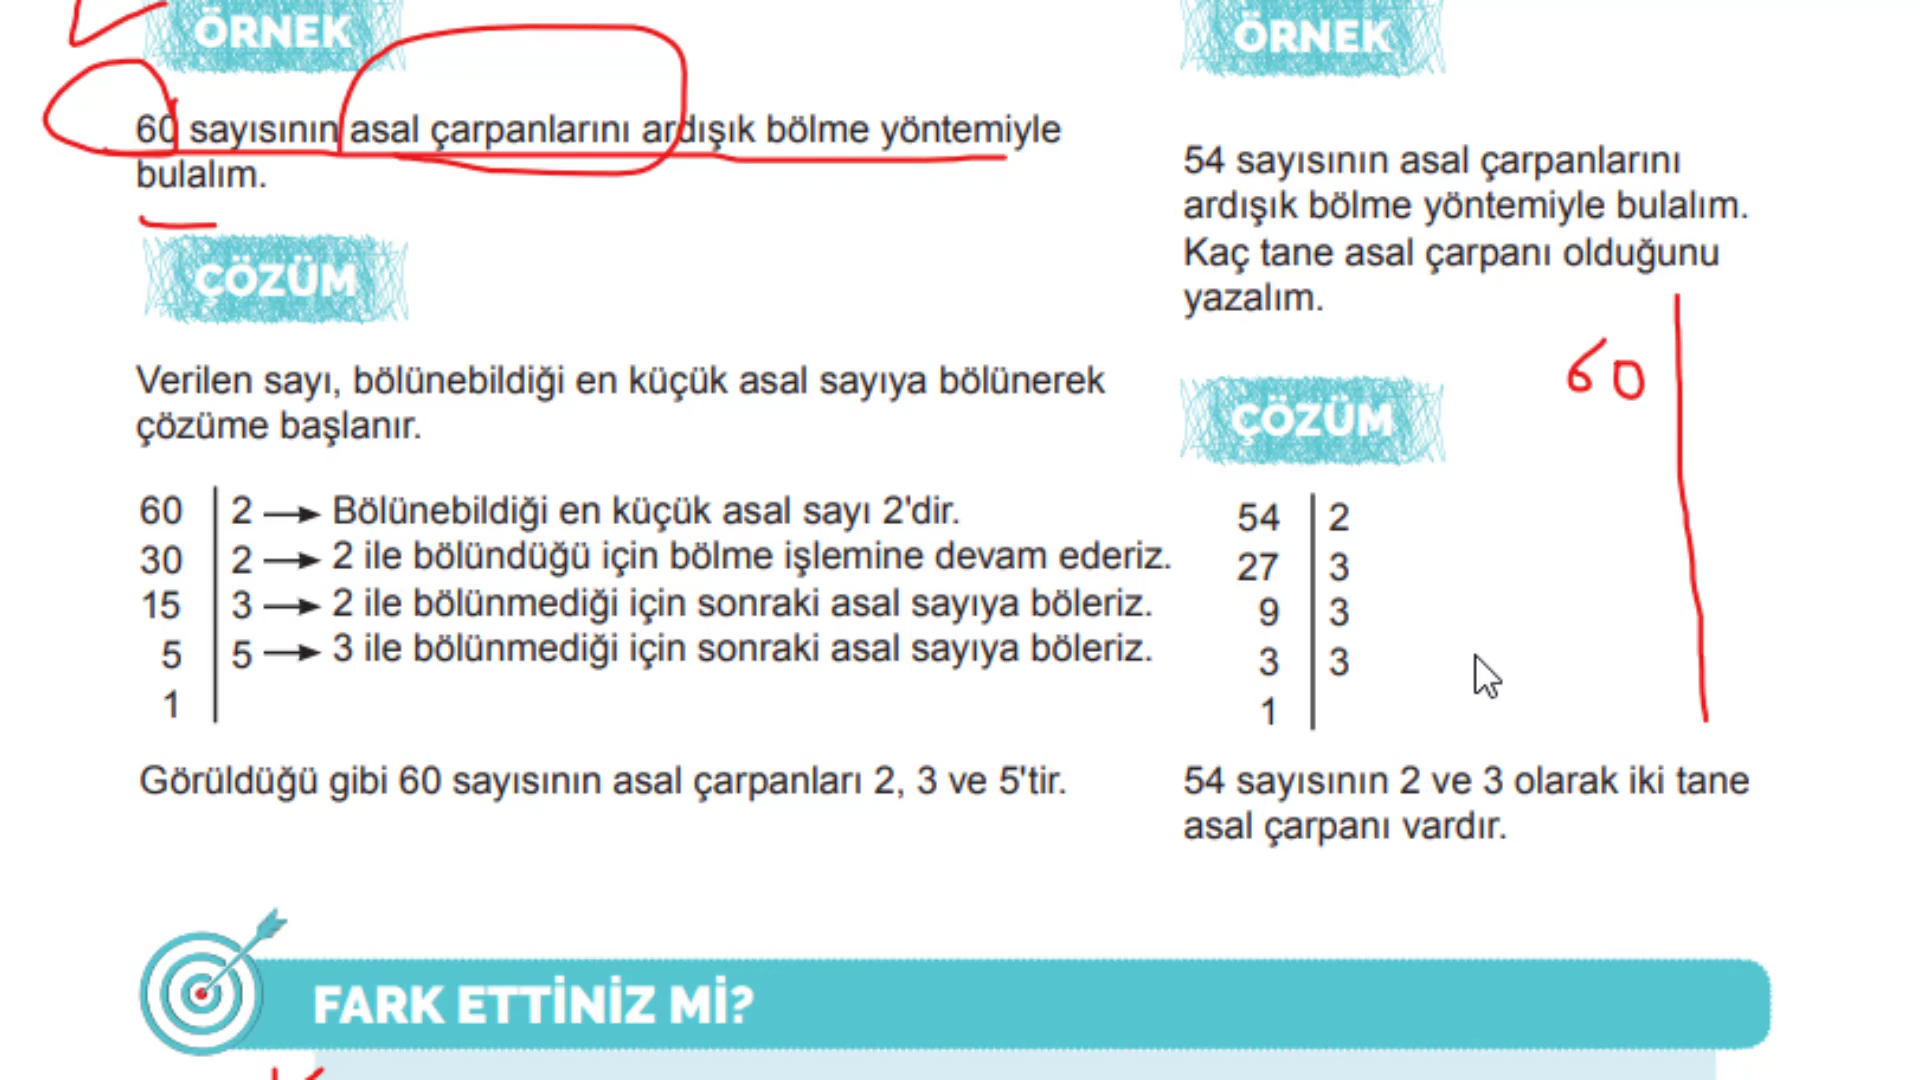 ÖRNEK
60 sayısının asal çarpanlarını ardışık bölme yöntemiyle
bulalım.
ÇÖZÜM
Verilen sayı, bölünebildiği en küçük asal sayıya bölünerek
çözüme başlanır.
60 2 → Bölünebildiği en küçük asal sayı 2'dir.
30 2 → 2 ile bölündüğü için bölme işlemine devam ederiz.
15 3 → 2 ile bölünmediği için sonraki asal sayıya böleriz.
5 5 → 3 ile bölünmediği için sonraki asal sayıya böleriz.
1
Görüldüğü gibi 60 sayısının asal çarpanları 2, 3 ve 5'tir.
ÖRNEK
54 sayısının asal çarpanlarını
ardışık bölme yöntemiyle bulalım.
Kaç tane asal çarpanı olduğunu
yazalım.
60
ÇÖZÜM
54 2
27 3
9 3
3 3
1
54 sayısının 2 ve 3 olarak iki tane
asal çarpanı vardır.
FARK ETTİNİZ Mİ?